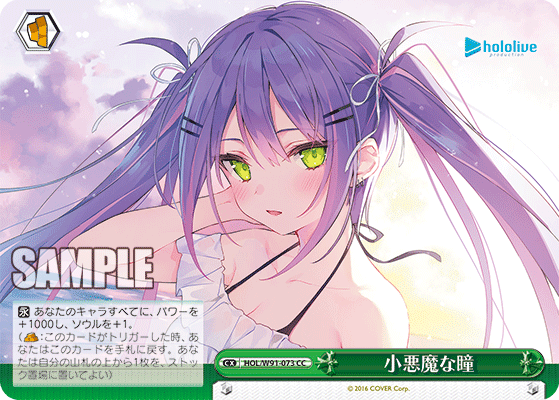 hololive
production
SAMPLE
永 あなたのキャラすべてに、パワーを
+1000し、ソウルを+1。
(　:このカードがトリガーした時、あ
なたはこのカードを手札に戻す。あな
たは自分の山札の上から1枚を、ストッ
ク置場に置いてよい)
CX HOL/W91-073 CC 小悪魔な瞳
© 2016 COVER Corp.